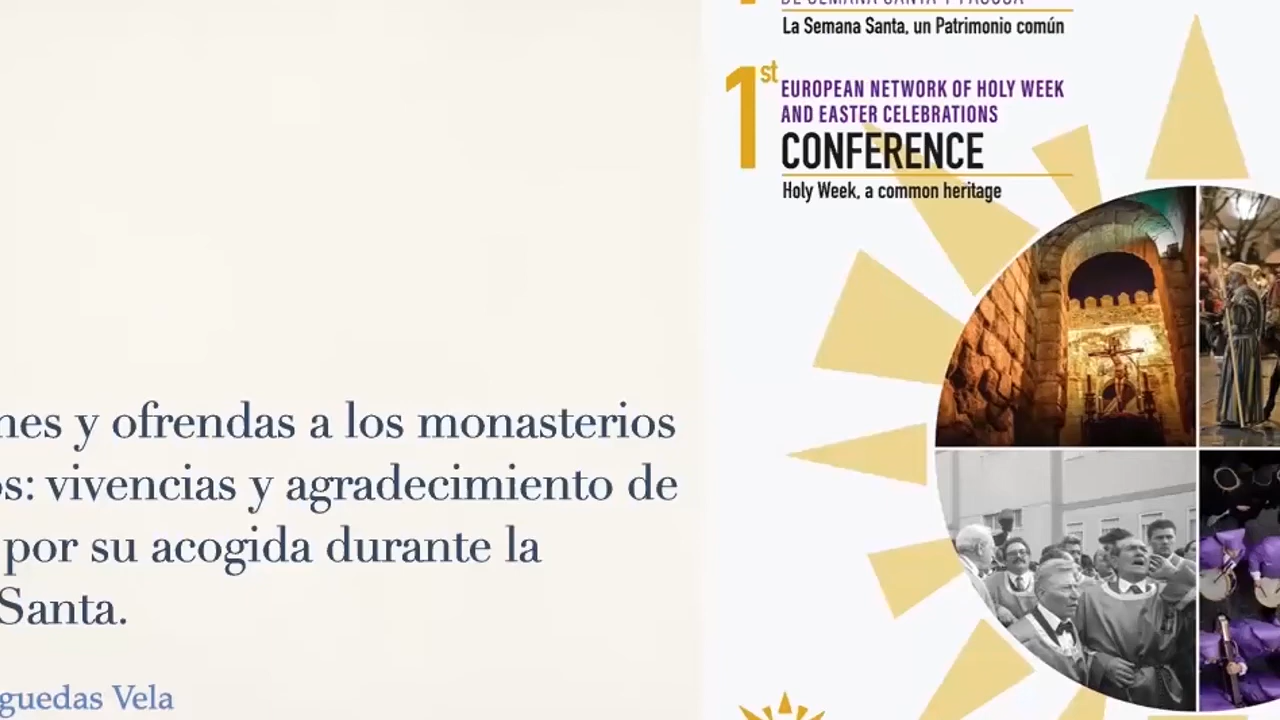 La Semana Santa, un Patrimonio común
1st
EUROPEAN NETWORK OF HOLY WEEK
AND EASTER CELEBRATIONS
CONFERENCE
Holy Week, a common heritage
nes y ofrendas a los monasterios
os: vivencias y agradecimiento de
por su acogida durante la
Santa.
guedas Vela